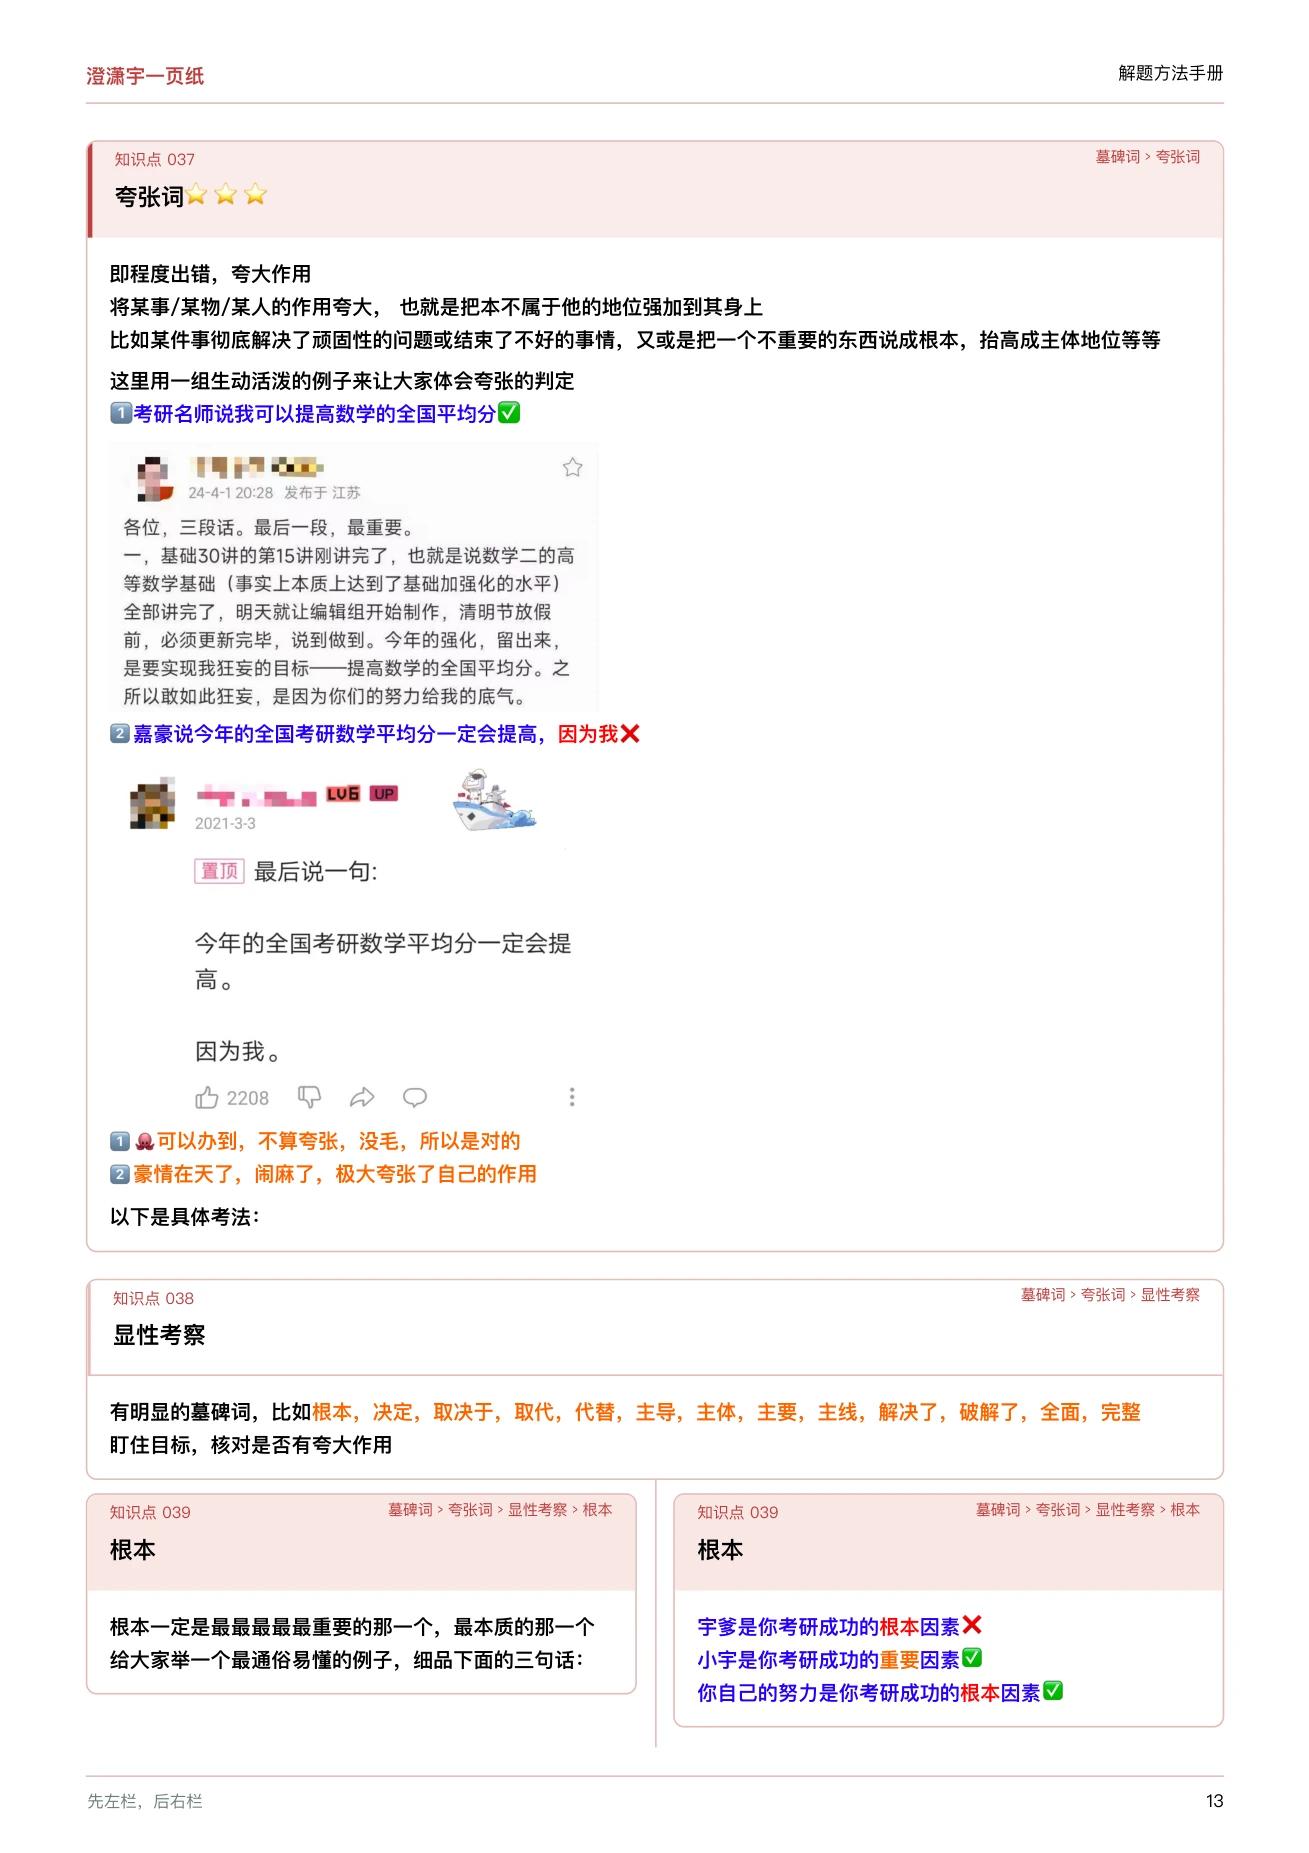 澄潇宇一页纸
解题方法手册
知识点 037
墓碑词 > 夸张词
夸张词⭐⭐⭐
即程度出错，夸大作用
将某事/某物/某人的作用夸大， 也就是把本不属于他的地位强加到其身上
比如某件事彻底解决了顽固性的问题或结束了不好的事情，又或是把一个不重要的东西说成根本，抬高成主体地位等等
这里用一组生动活泼的例子来让大家体会夸张的判定
1️⃣考研名师说我可以提高数学的全国平均分✅
24-4-1 20:28 发布于 江苏
各位，三段话。最后一段，最重要。
一，基础30讲的第15讲刚讲完了，也就是说数学二的高
等数学基础（事实上本质上达到了基础加强化的水平）
全部讲完了，明天就让编辑组开始制作，清明节放假
前，必须更新完毕，说到做到。今年的强化，留出来，
是要实现我狂妄的目标——提高数学的全国平均分。之
所以敢如此狂妄，是因为你们的努力给我的底气。
2️⃣嘉豪说今年的全国考研数学平均分一定会提高，因为我❌
LV6 UP
2021-3-3
置顶 最后说一句:
今年的全国考研数学平均分一定会提
高。
因为我。
2208
1️⃣🐙可以办到，不算夸张，没毛，所以是对的
2️⃣豪情在天了，闹麻了，极大夸张了自己的作用
以下是具体考法：
知识点 038
墓碑词 > 夸张词 > 显性考察
显性考察
有明显的墓碑词，比如根本，决定，取决于，取代，代替，主导，主体，主要，主线，解决了，破解了，全面，完整
盯住目标，核对是否有夸大作用
知识点 039
墓碑词 > 夸张词 > 显性考察 > 根本
根本
根本一定是最最最最最重要的那一个，最本质的那一个
给大家举一个最通俗易懂的例子，细品下面的三句话：
知识点 039
墓碑词 > 夸张词 > 显性考察 > 根本
根本
宇爹是你考研成功的根本因素❌
小宇是你考研成功的重要因素✅
你自己的努力是你考研成功的根本因素✅
先左栏，后右栏
13